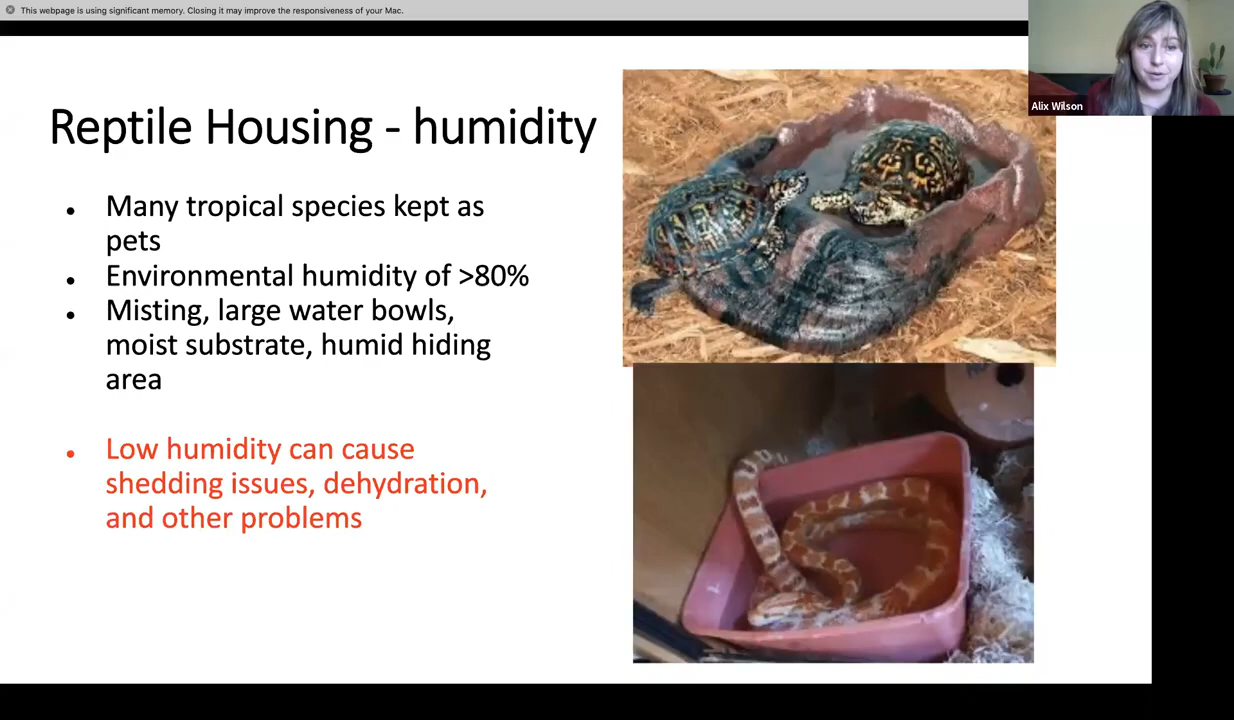 This webpage is using significant memory. Closing it may improve the responsiveness of your Mac.
Alix Wilson
Reptile Housing - humidity
• Many tropical species kept as
pets
• Environmental humidity of >80%
• Misting, large water bowls,
moist substrate, humid hiding
area
• Low humidity can cause
shedding issues, dehydration,
and other problems